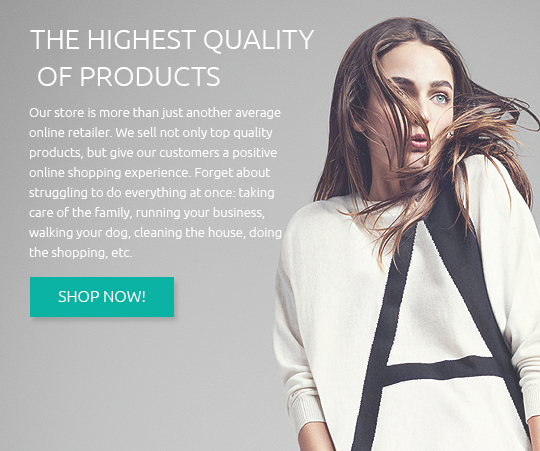 THE HIGHEST QUALITY
OF PRODUCTS
Our store is more than just another average
online retailer. We sell not only top quality
products, but give our customers a positive
online shopping experience. Forget about
struggling to do everything at once: taking
care of the family, running your business,
walking your dog, cleaning the house, doing
the shopping, etc.
SHOP NOW!
A